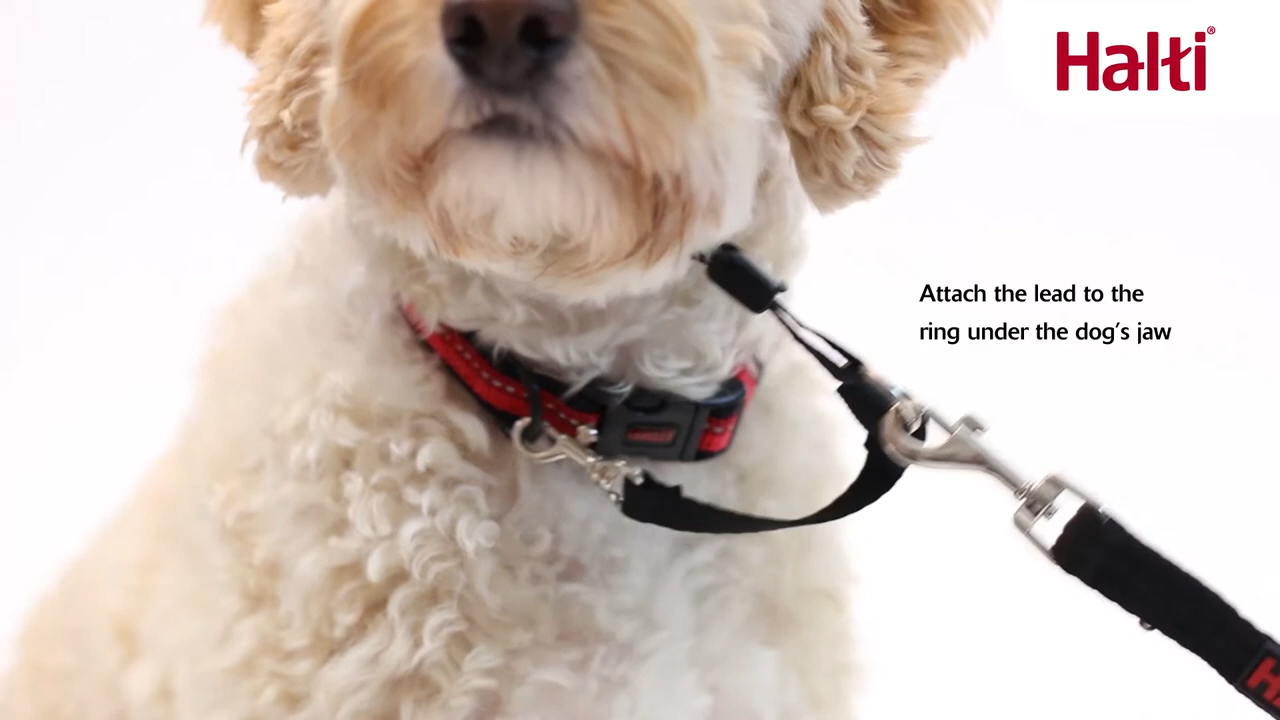 Halti®
Attach the lead to the
ring under the dog's jaw